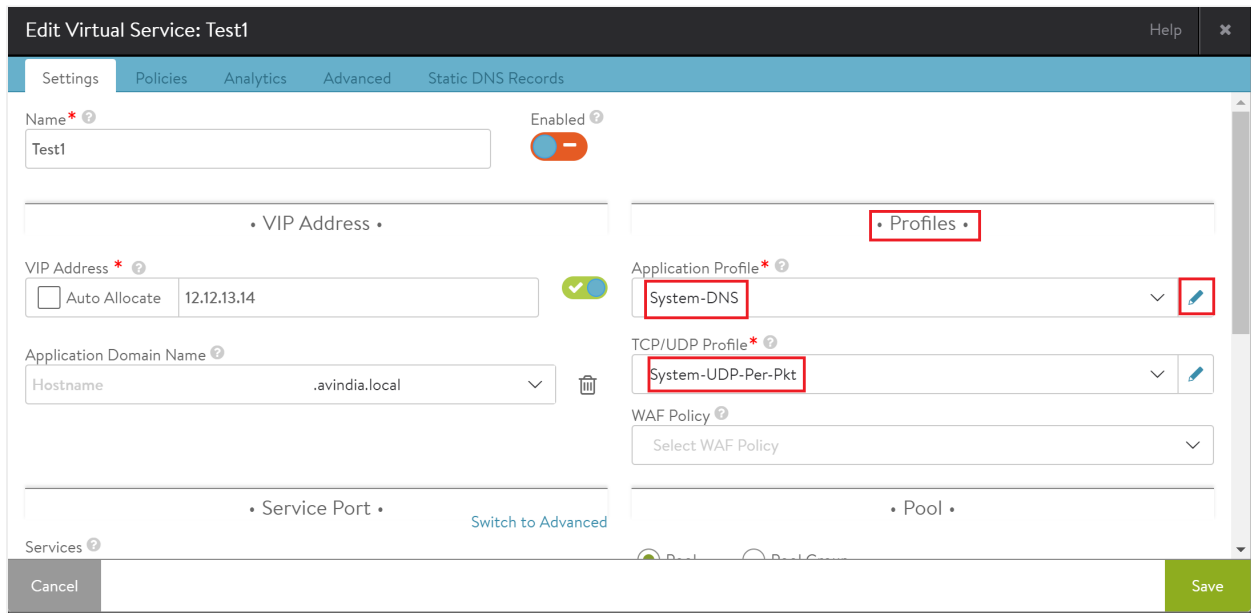 Edit Virtual Service: Test1
Help
Settings Policies Analytics Advanced Static DNS Records
Name*
Enabled
Test1
• VIP Address •
• Profiles •
VIP Address *
Auto Allocate 12.12.13.14
Application Profile*
System-DNS
Application Domain Name
Hostname .avindia.local
TCP/UDP Profile*
System-UDP-Per-Pkt
WAF Policy
Select WAF Policy
• Service Port •
Switch to Advanced
• Pool •
Services
Pool Pool Group
Cancel
Save